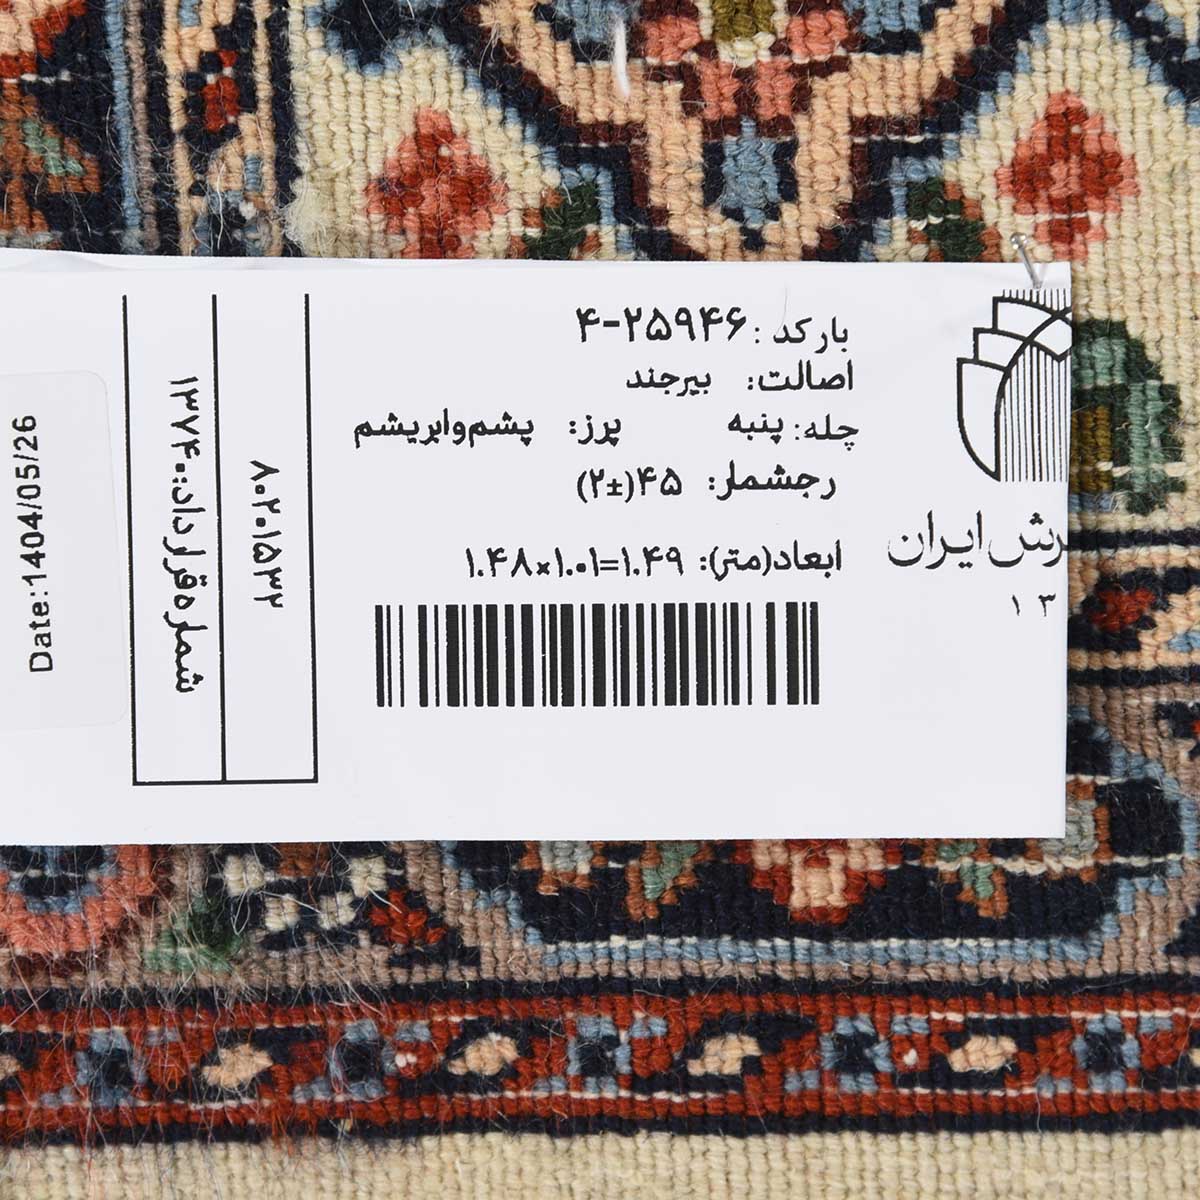 بارکد: ۴-۲۵۹۴۶
اصالت: بیرجند
چله: پنبه پرز: پشم وابریشم
رجشمار: ۴۵(±۲)
ابعاد(متر): ۱.۴۸×۱.۰۱=۱.۴۹
رش ایران
۱۳
۸۰۲۰۱۵۳۲
شماره قرارداد: ۱۳۷۴۰
Date:1404/05/26